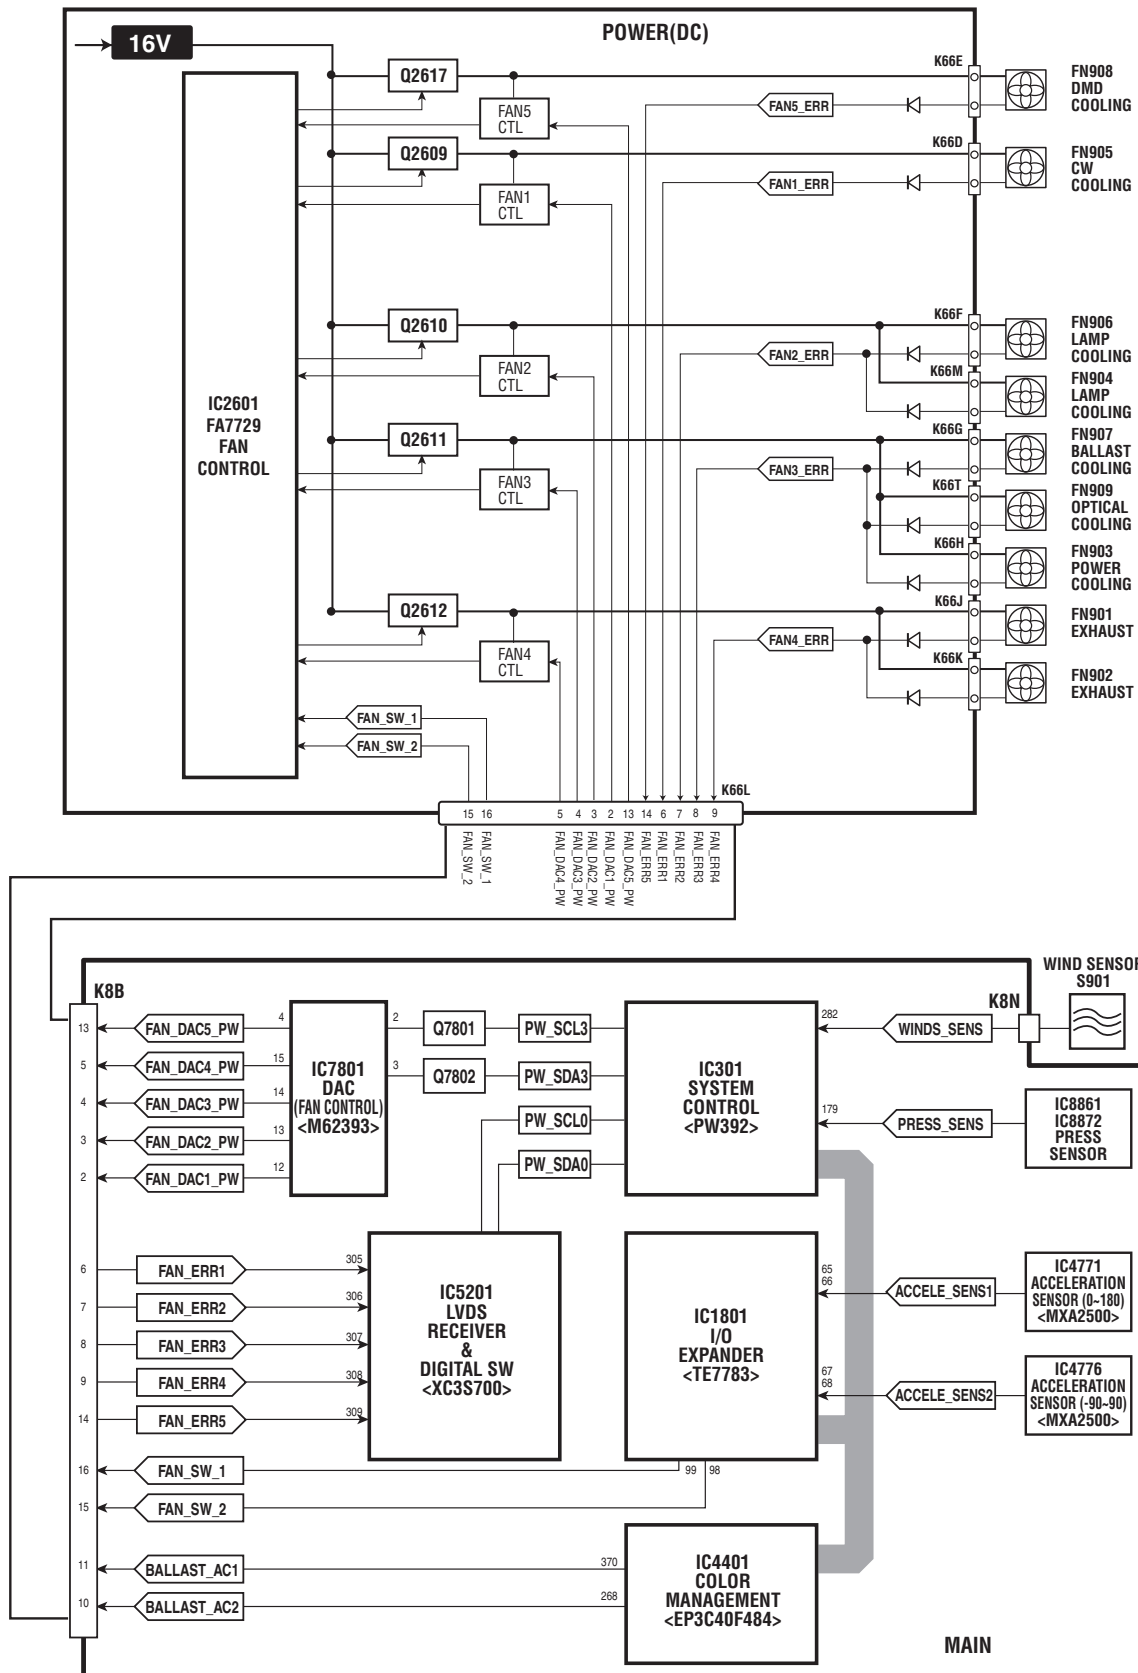 POWER(DC)
16V
K66E
Q2617
FAN5
CTL
FAN5_ERR
FN908
DMD
COOLING
K66D
Q2609
FAN1
CTL
FAN1_ERR
FN905
CW
COOLING
IC2601
FA7729
FAN
CONTROL
K66F
Q2610
FAN2
CTL
FAN2_ERR
FN906
LAMP
COOLING
K66M
FN904
LAMP
COOLING
K66G
Q2611
FAN3
CTL
FAN3_ERR
FN907
BALLAST
COOLING
K66T
FN909
OPTICAL
COOLING
K66H
FN903
POWER
COOLING
K66J
Q2612
FAN4
CTL
FAN4_ERR
FN901
EXHAUST
K66K
FN902
EXHAUST
FAN_SW_1
FAN_SW_2
K66L
15 16 5 4 3 2 13 14 6 7 8 9
FAN_SW_2
FAN_SW_1
FAN_DAC4_PW
FAN_DAC3_PW
FAN_DAC2_PW
FAN_DAC1_PW
FAN_DAC5_PW
FAN_ERR5
FAN_ERR1
FAN_ERR2
FAN_ERR3
FAN_ERR4
WIND SENSOR
S901
K8B
K8N
13 FAN_DAC5_PW 4
5 FAN_DAC4_PW 15
4 FAN_DAC3_PW 14
3 FAN_DAC2_PW 13
2 FAN_DAC1_PW 12
IC7801
DAC
(FAN CONTROL)
<M62393>
2 Q7801 PW_SCL3
3 Q7802 PW_SDA3
PW_SCL0
PW_SDA0
IC301
SYSTEM
CONTROL
<PW392>
282 WINDS_SENS
179 PRESS_SENS
IC8861
IC8872
PRESS
SENSOR
6 FAN_ERR1 305
7 FAN_ERR2 306
8 FAN_ERR3 307
9 FAN_ERR4 308
14 FAN_ERR5 309
IC5201
LVDS
RECEIVER
&
DIGITAL SW
<XC3S700>
IC1801
I/O
EXPANDER
<TE7783>
65
66
ACCELE_SENS1
IC4771
ACCELERATION
SENSOR (0~180)
<MXA2500>
67
68
ACCELE_SENS2
IC4776
ACCELERATION
SENSOR (-90~90)
<MXA2500>
16 FAN_SW_1 99 98
15 FAN_SW_2
11 BALLAST_AC1 370
10 BALLAST_AC2 268
IC4401
COLOR
MANAGEMENT
<EP3C40F484>
MAIN